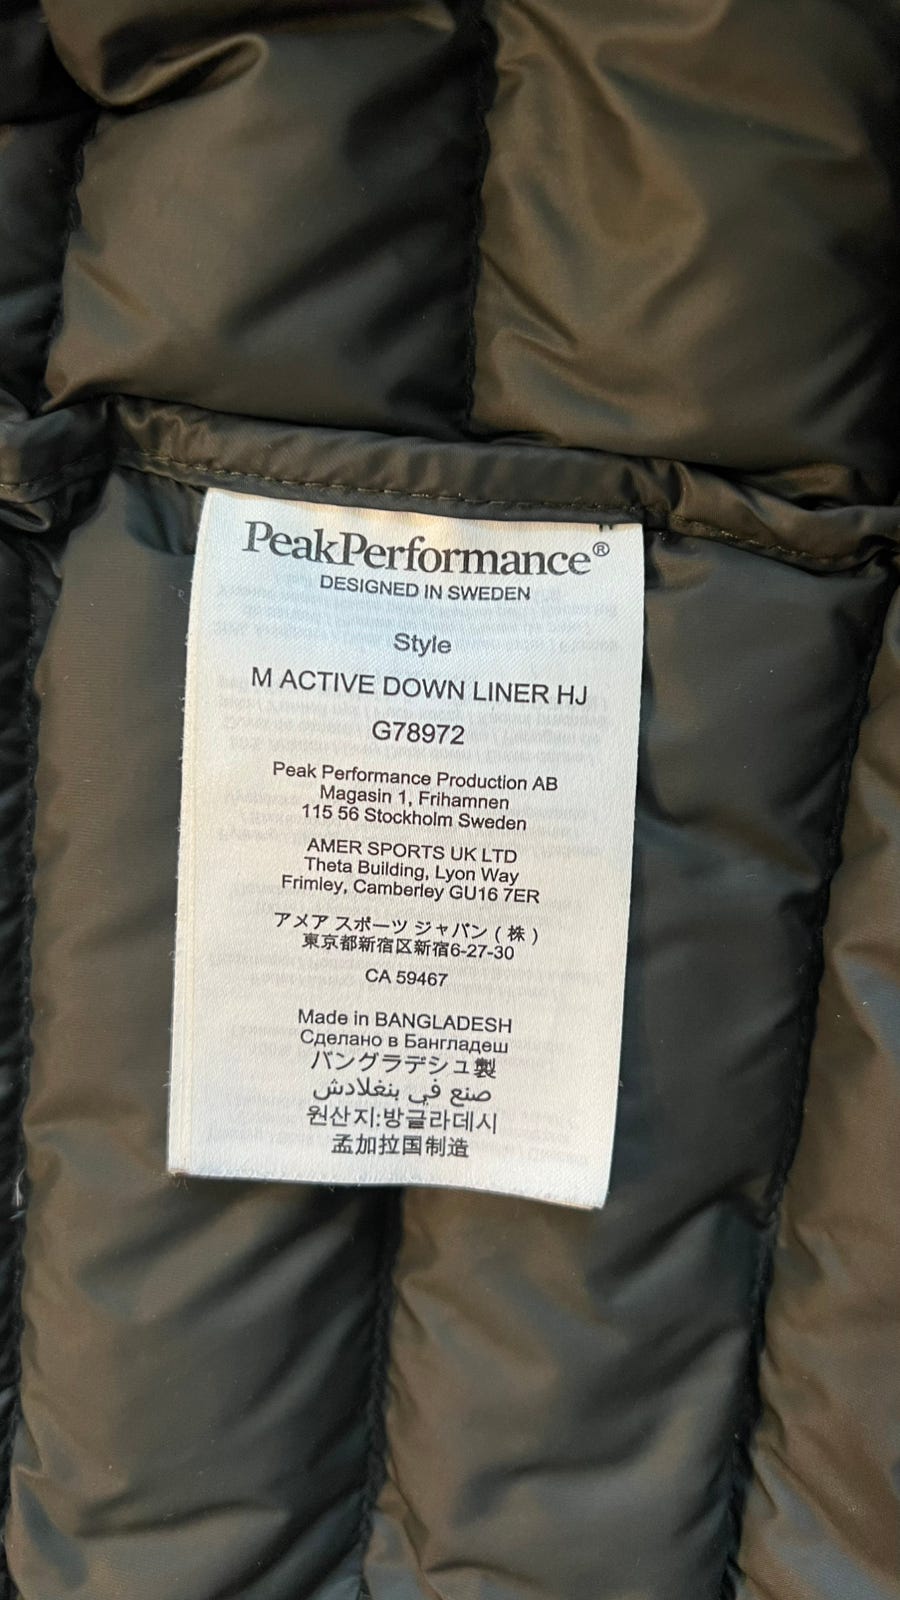 PeakPerformance®
DESIGNED IN SWEDEN
Style
M ACTIVE DOWN LINER HJ
G78972
Peak Performance Production AB
Magasin 1, Frihamnen
115 56 Stockholm Sweden
AMER SPORTS UK LTD
Theta Building, Lyon Way
Frimley, Camberley GU16 7ER
アメア スポーツ ジャパン ( 株 )
東京都新宿区新宿6-27-30
CA 59467
Made in BANGLADESH
Сделано в Бангладеш
バングラデシュ製
صنع في بنغلادش
원산지:방글라데시
孟加拉国制造